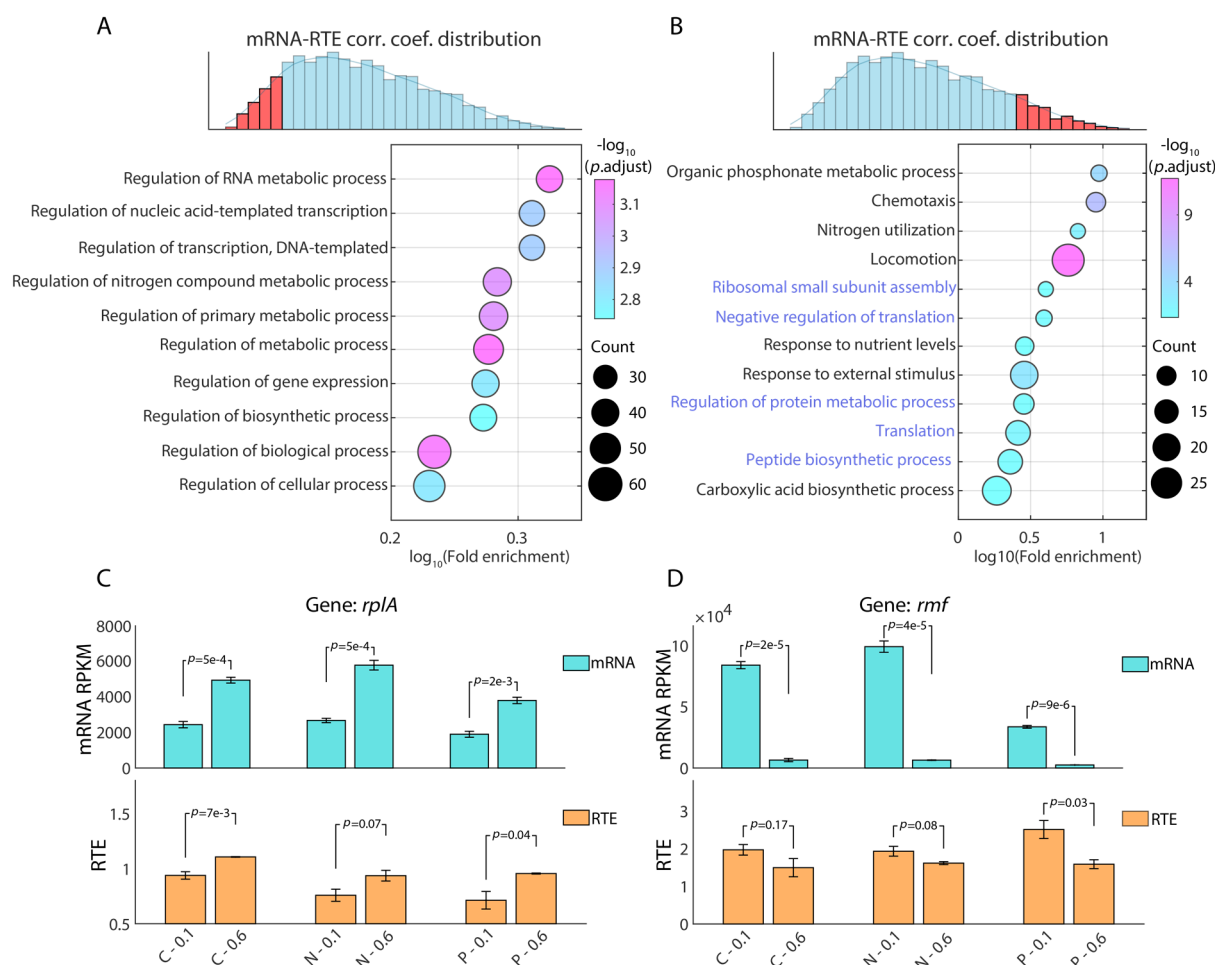 A
mRNA-RTE corr. coef. distribution
-log10
(p.adjust)
Regulation of RNA metabolic process
Regulation of nucleic acid-templated transcription
Regulation of transcription, DNA-templated
Regulation of nitrogen compound metabolic process
Regulation of primary metabolic process
Regulation of metabolic process
Regulation of gene expression
Regulation of biosynthetic process
Regulation of biological process
Regulation of cellular process
3.1
3
2.9
2.8
Count
30
40
50
60
0.2
0.3
log10(Fold enrichment)
B
mRNA-RTE corr. coef. distribution
-log10
(p.adjust)
Organic phosphonate metabolic process
Chemotaxis
Nitrogen utilization
Locomotion
Ribosomal small subunit assembly
Negative regulation of translation
Response to nutrient levels
Response to external stimulus
Regulation of protein metabolic process
Translation
Peptide biosynthetic process
Carboxylic acid biosynthetic process
9
4
Count
10
15
20
25
0
0.5
1
log10(Fold enrichment)
C
Gene: rplA
mRNA RPKM
8000
6000
4000
2000
0
p=5e-4
p=5e-4
p=2e-3
mRNA
RTE
1.5
1
0.5
p=7e-3
p=0.07
p=0.04
RTE
C - 0.1
C - 0.6
N - 0.1
N - 0.6
P - 0.1
P - 0.6
D
Gene: rmf
×10⁴
mRNA RPKM
10
5
0
p=2e-5
p=4e-5
p=9e-6
mRNA
RTE
3
2
1
0
p=0.17
p=0.08
p=0.03
RTE
C - 0.1
C - 0.6
N - 0.1
N - 0.6
P - 0.1
P - 0.6